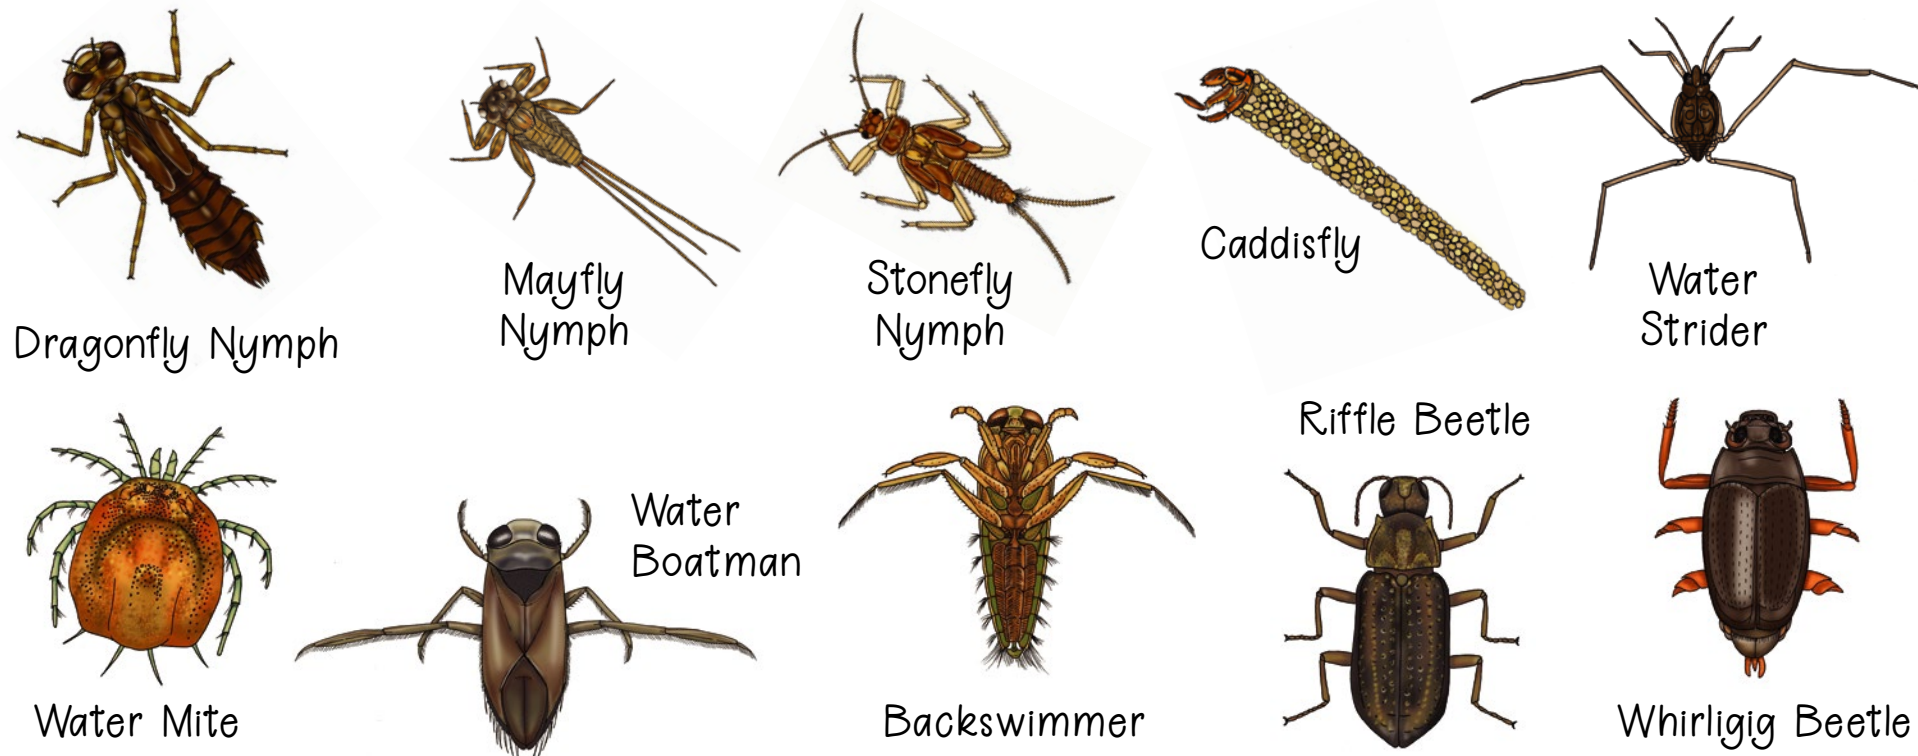 Dragonfly Nymph
Mayfly
Nymph
Stonefly
Nymph
Caddisfly
Water
Strider
Water Mite
Water
Boatman
Backswimmer
Riffle Beetle
Whirligig Beetle